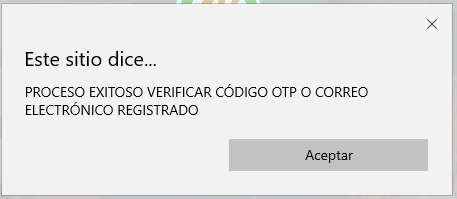 Este sitio dice...
PROCESO EXITOSO VERIFICAR CÓDIGO OTP O CORREO
ELECTRÓNICO REGISTRADO
Aceptar